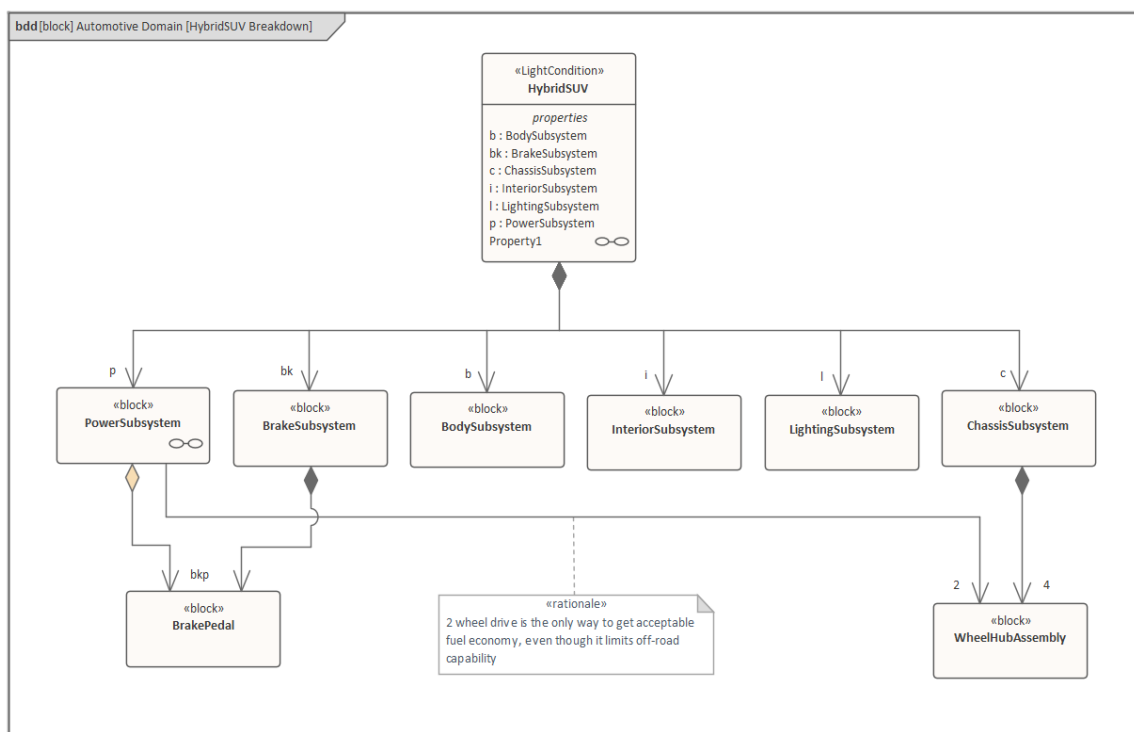 bdd [block] Automotive Domain [HybridSUV Breakdown]
«LightCondition»
HybridSUV
properties
b : BodySubsystem
bk : BrakeSubsystem
c : ChassisSubsystem
i : InteriorSubsystem
l : LightingSubsystem
p : PowerSubsystem
Property1
p
bk
b
i
l
c
«block»
PowerSubsystem
«block»
BrakeSubsystem
«block»
BodySubsystem
«block»
InteriorSubsystem
«block»
LightingSubsystem
«block»
ChassisSubsystem
bkp
2
4
«block»
BrakePedal
«rationale»
2 wheel drive is the only way to get acceptable
fuel economy, even though it limits off-road
capability
«block»
WheelHubAssembly